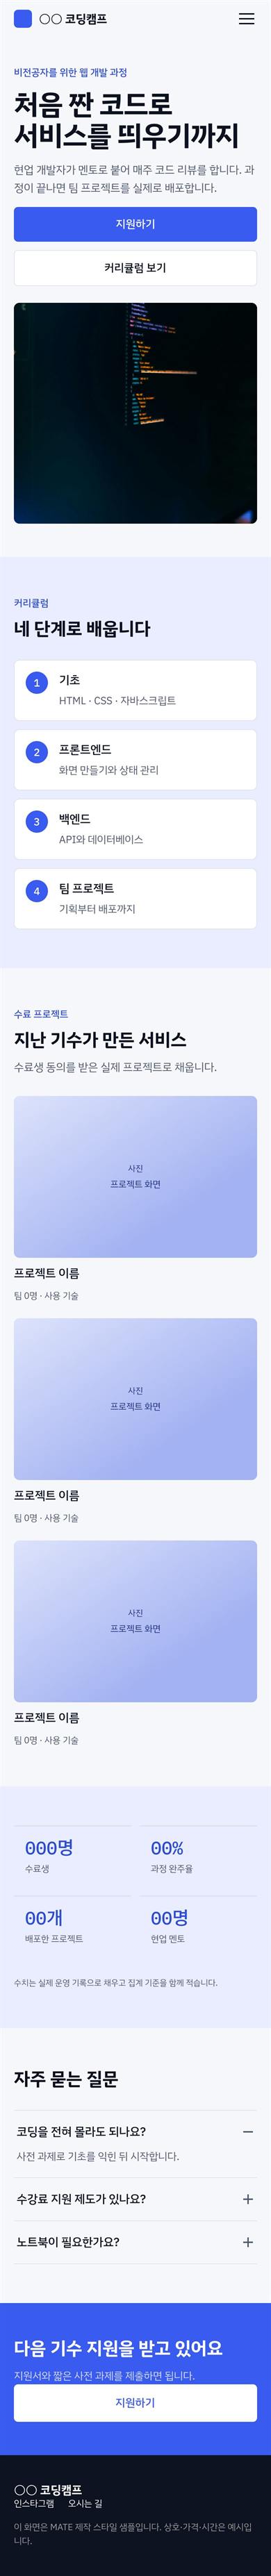 ○○ 코딩캠프
비전공자를 위한 웹 개발 과정
처음 짠 코드로
서비스를 띄우기까지
현업 개발자가 멘토로 붙어 매주 코드 리뷰를 합니다. 과
정이 끝나면 팀 프로젝트를 실제로 배포합니다.
지원하기
커리큘럼 보기
커리큘럼
네 단계로 배웁니다
1 기초
HTML · CSS · 자바스크립트
2 프론트엔드
화면 만들기와 상태 관리
3 백엔드
API와 데이터베이스
4 팀 프로젝트
기획부터 배포까지
수료 프로젝트
지난 기수가 만든 서비스
수료생 동의를 받은 실제 프로젝트로 채웁니다.
사진
프로젝트 화면
프로젝트 이름
팀 0명 · 사용 기술
사진
프로젝트 화면
프로젝트 이름
팀 0명 · 사용 기술
사진
프로젝트 화면
프로젝트 이름
팀 0명 · 사용 기술
000명 00%
수료생 과정 완주율
00개 00명
배포한 프로젝트 현업 멘토
수치는 실제 운영 기록으로 채우고 집계 기준을 함께 적습니다.
자주 묻는 질문
코딩을 전혀 몰라도 되나요?
사전 과제로 기초를 익힌 뒤 시작합니다.
수강료 지원 제도가 있나요?
노트북이 필요한가요?
다음 기수 지원을 받고 있어요
지원서와 짧은 사전 과제를 제출하면 됩니다.
지원하기
○○ 코딩캠프
인스타그램 오시는 길
이 화면은 MATE 제작 스타일 샘플입니다. 상호·가격·시간은 예시입
니다.